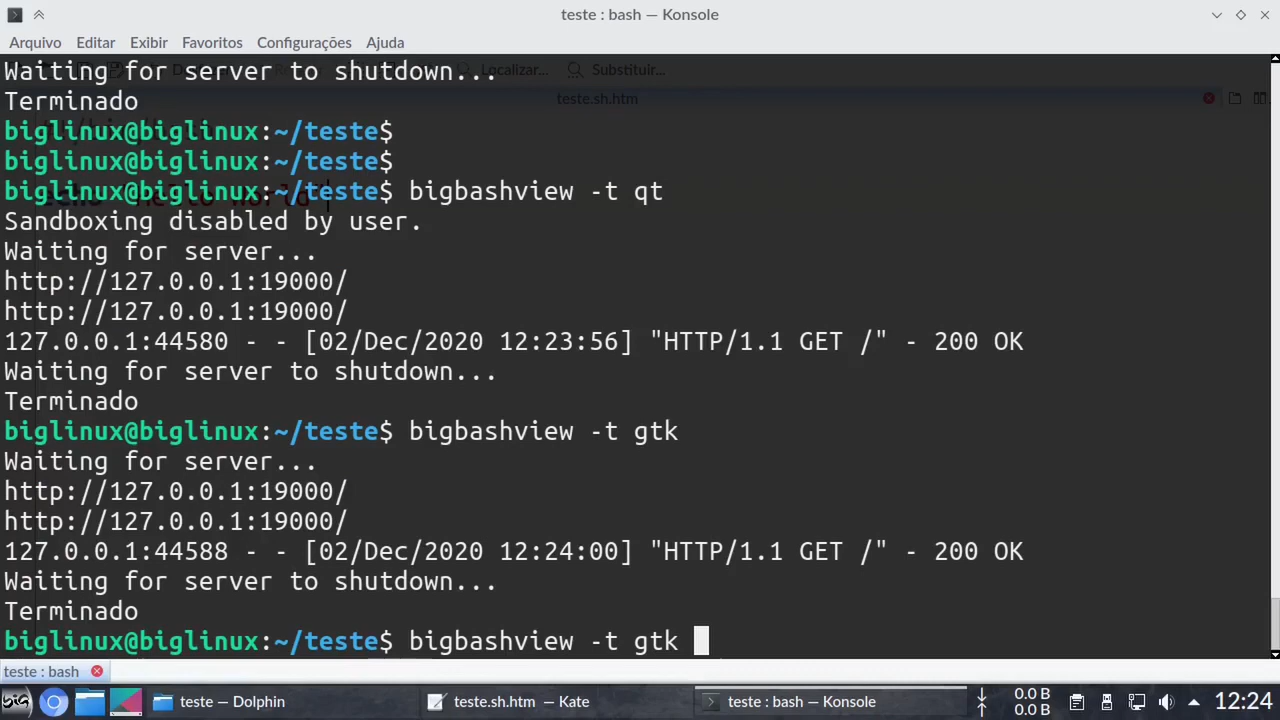 teste : bash — Konsole
Arquivo Editar Exibir Favoritos Configurações Ajuda
Localizar... Substituir...
teste.sh.htm
Waiting for server to shutdown...
Terminado
biglinux@biglinux:~/teste$
biglinux@biglinux:~/teste$
biglinux@biglinux:~/teste$ bigbashview -t qt
Sandboxing disabled by user.
Waiting for server...
http://127.0.0.1:19000/
http://127.0.0.1:19000/
127.0.0.1:44580 - - [02/Dec/2020 12:23:56] "HTTP/1.1 GET /" - 200 OK
Waiting for server to shutdown...
Terminado
biglinux@biglinux:~/teste$ bigbashview -t gtk
Waiting for server...
http://127.0.0.1:19000/
http://127.0.0.1:19000/
127.0.0.1:44588 - - [02/Dec/2020 12:24:00] "HTTP/1.1 GET /" - 200 OK
Waiting for server to shutdown...
Terminado
biglinux@biglinux:~/teste$ bigbashview -t gtk
teste : bash
teste — Dolphin
teste.sh.htm — Kate
teste : bash — Konsole
0.0 B
0.0 B
12:24